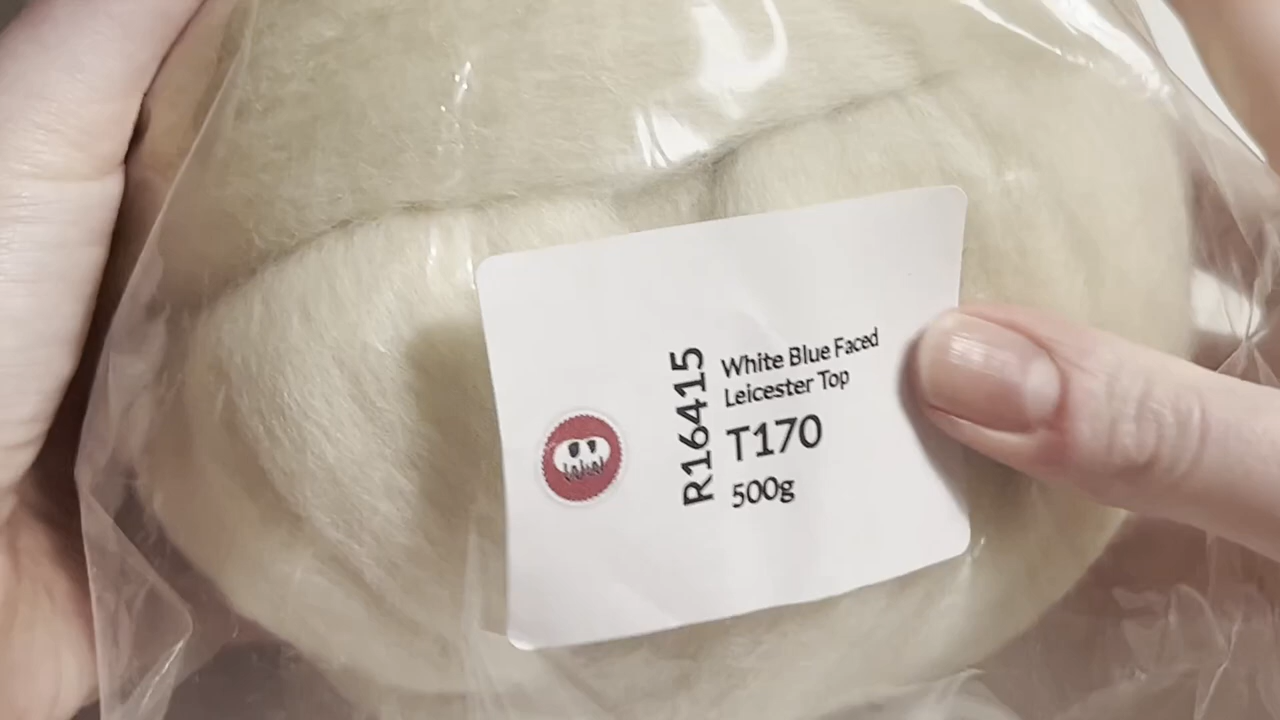 R16415
White Blue Faced
Leicester Top
T170
500g